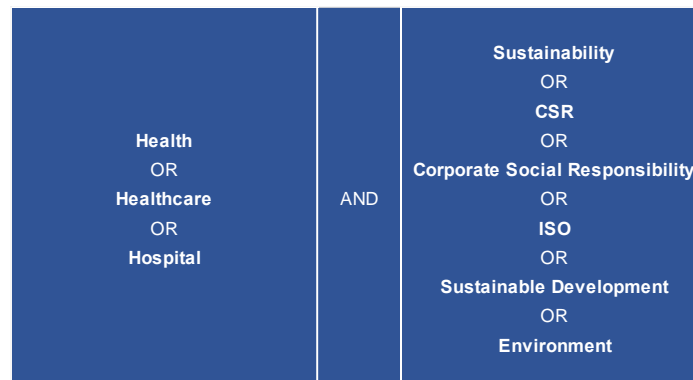 Health
OR
Healthcare
OR
Hospital
AND
Sustainability
OR
CSR
OR
Corporate Social Responsibility
OR
ISO
OR
Sustainable Development
OR
Environment